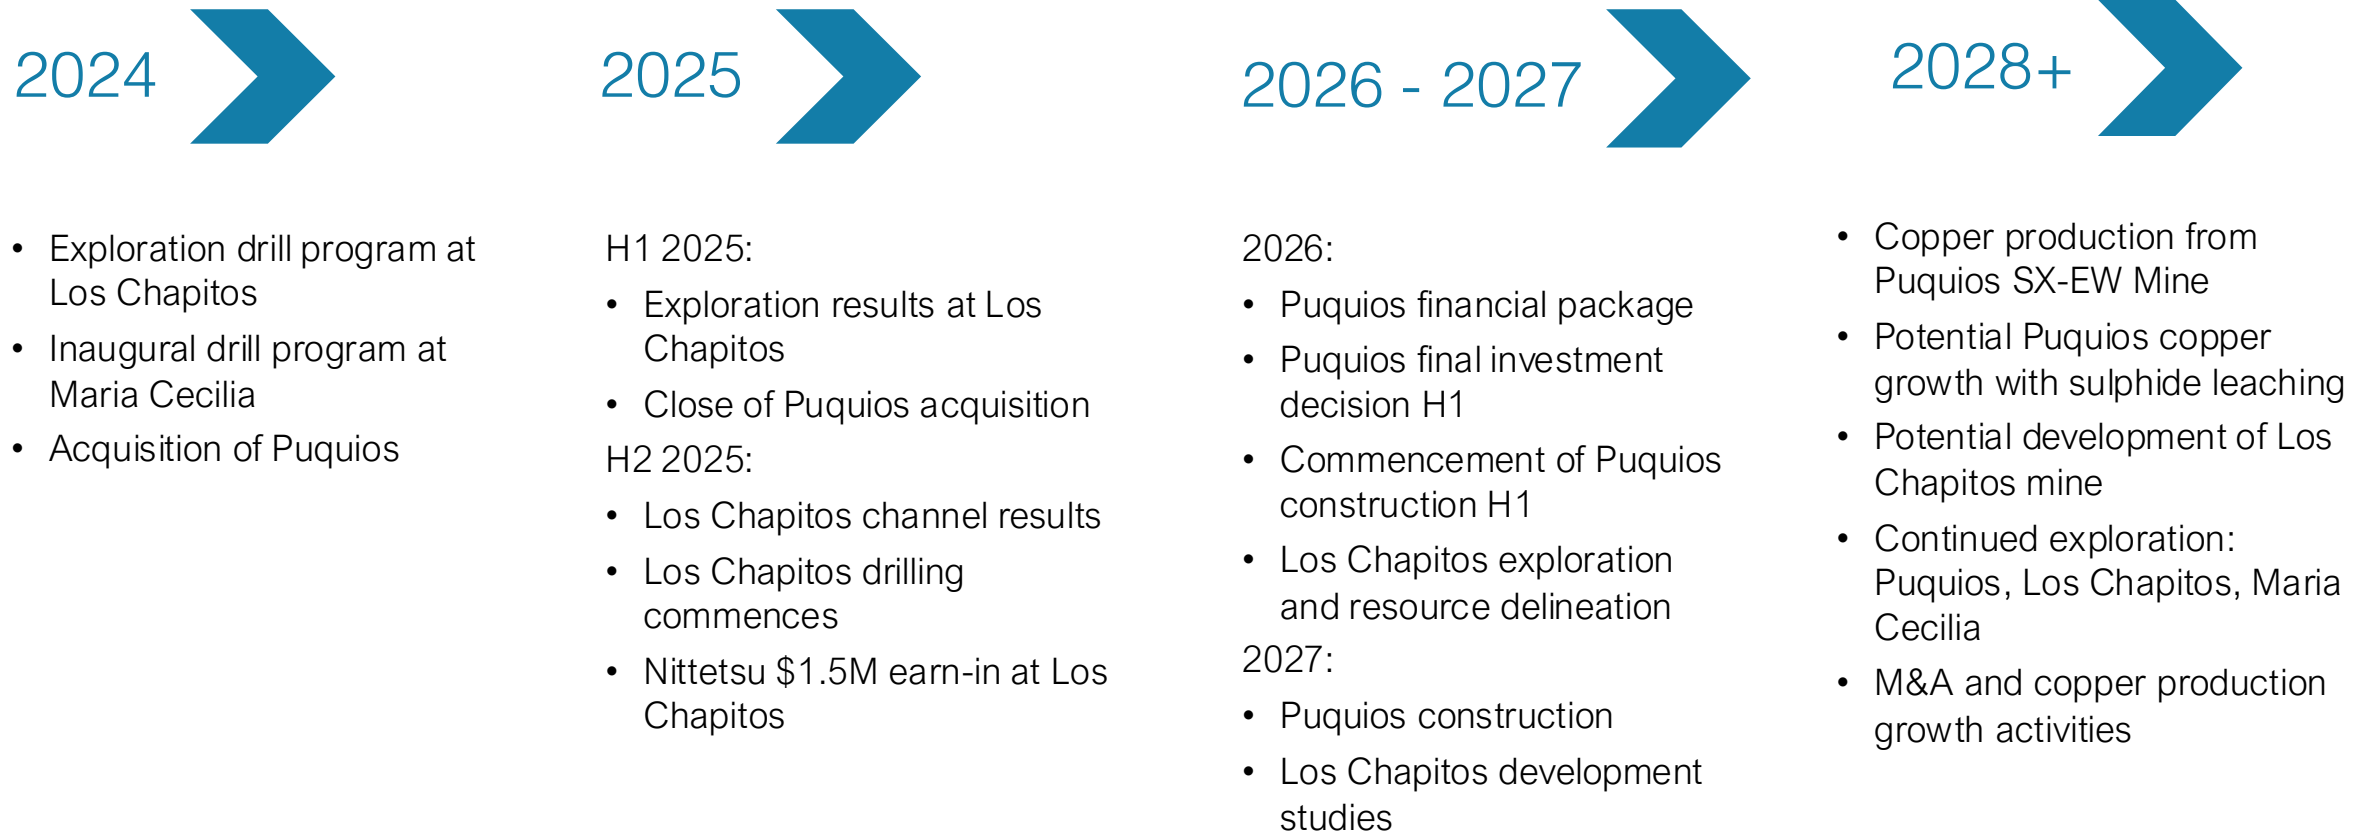 2024
• Exploration drill program at
Los Chapitos
• Inaugural drill program at
Maria Cecilia
• Acquisition of Puquios
2025
H1 2025:
• Exploration results at Los
Chapitos
• Close of Puquios acquisition
H2 2025:
• Los Chapitos channel results
• Los Chapitos drilling
commences
• Nittetsu $1.5M earn-in at Los
Chapitos
2026 - 2027
2026:
• Puquios financial package
• Puquios final investment
decision H1
• Commencement of Puquios
construction H1
• Los Chapitos exploration
and resource delineation
2027:
• Puquios construction
• Los Chapitos development
studies
2028+
• Copper production from
Puquios SX-EW Mine
• Potential Puquios copper
growth with sulphide leaching
• Potential development of Los
Chapitos mine
• Continued exploration:
Puquios, Los Chapitos, Maria
Cecilia
• M&A and copper production
growth activities